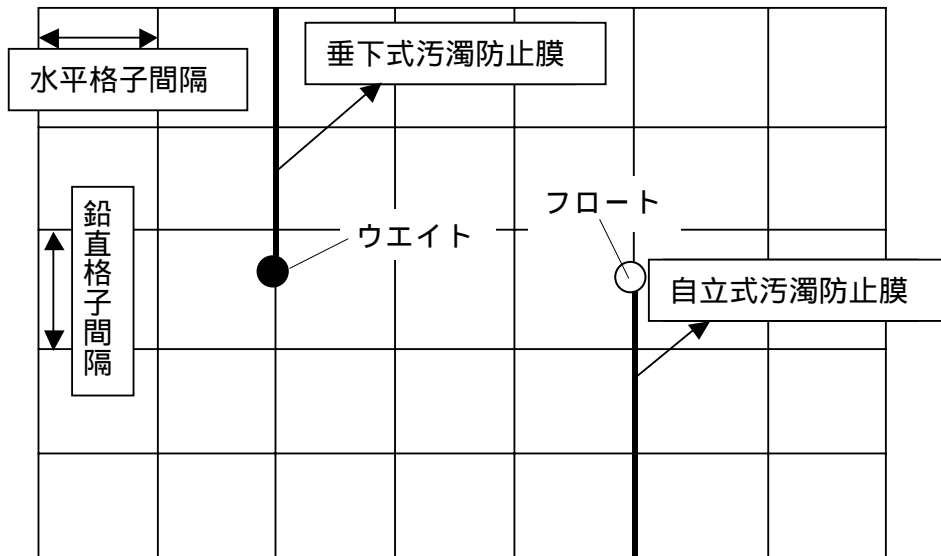 垂下式汚濁防止膜
水平格子間隔
フロート
鉛直格子間隔
ウエイト
自立式汚濁防止膜